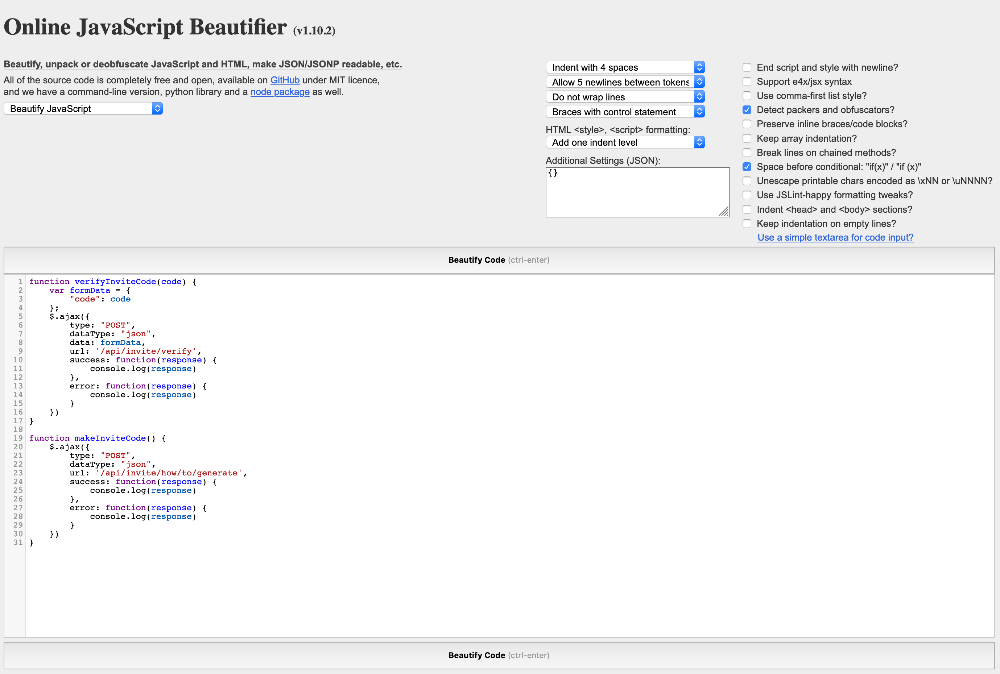 Online JavaScript Beautifier (v1.10.2)
Beautify, unpack or deobfuscate JavaScript and HTML, make JSON/JSONP readable, etc.
All of the source code is completely free and open, available on GitHub under MIT licence,
and we have a command-line version, python library and a node package as well.
Beautify JavaScript
Indent with 4 spaces
Allow 5 newlines between tokens
Do not wrap lines
Braces with control statement
HTML <style>, <script> formatting:
Add one indent level
Additional Settings (JSON):
{}
End script and style with newline?
Support e4x/jsx syntax
Use comma-first list style?
Detect packers and obfuscators?
Preserve inline braces/code blocks?
Keep array indentation?
Break lines on chained methods?
Space before conditional: "if(x)" / "if (x)"
Unescape printable chars encoded as \xNN or \uNNNN?
Use JSLint-happy formatting tweaks?
Indent <head> and <body> sections?
Keep indentation on empty lines?
Use a simple textarea for code input?
Beautify Code (ctrl-enter)
1 function verifyInviteCode(code) {
2     var formData = {
3         "code": code
4     };
5     $.ajax({
6         type: "POST",
7         dataType: "json",
8         data: formData,
9         url: '/api/invite/verify',
10         success: function(response) {
11             console.log(response)
12         },
13         error: function(response) {
14             console.log(response)
15         }
16     })
17 }
18
19 function makeInviteCode() {
20     $.ajax({
21         type: "POST",
22         dataType: "json",
23         url: '/api/invite/how/to/generate',
24         success: function(response) {
25             console.log(response)
26         },
27         error: function(response) {
28             console.log(response)
29         }
30     })
31 }
Beautify Code (ctrl-enter)